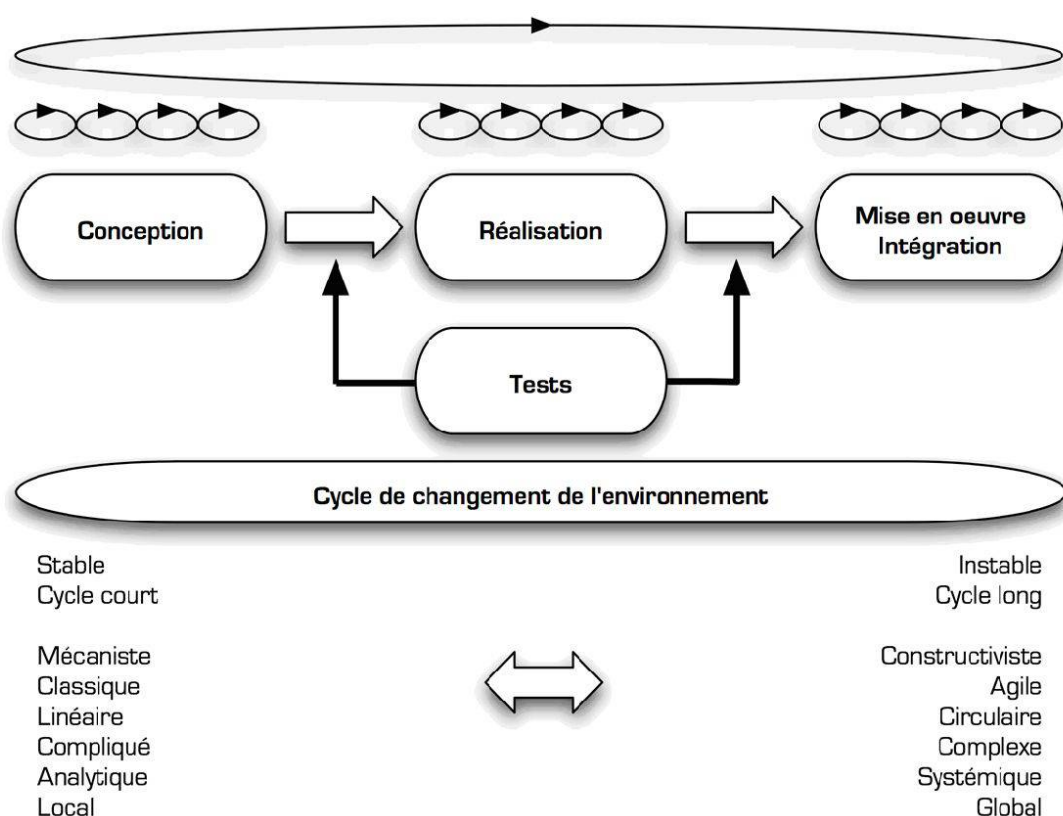 Conception
Réalisation
Mise en oeuvre
Intégration
Tests
Cycle de changement de l'environnement
Stable
Cycle court
Instable
Cycle long
Mécaniste
Classique
Linéaire
Compliqué
Analytique
Local
Constructiviste
Agile
Circulaire
Complexe
Systémique
Global